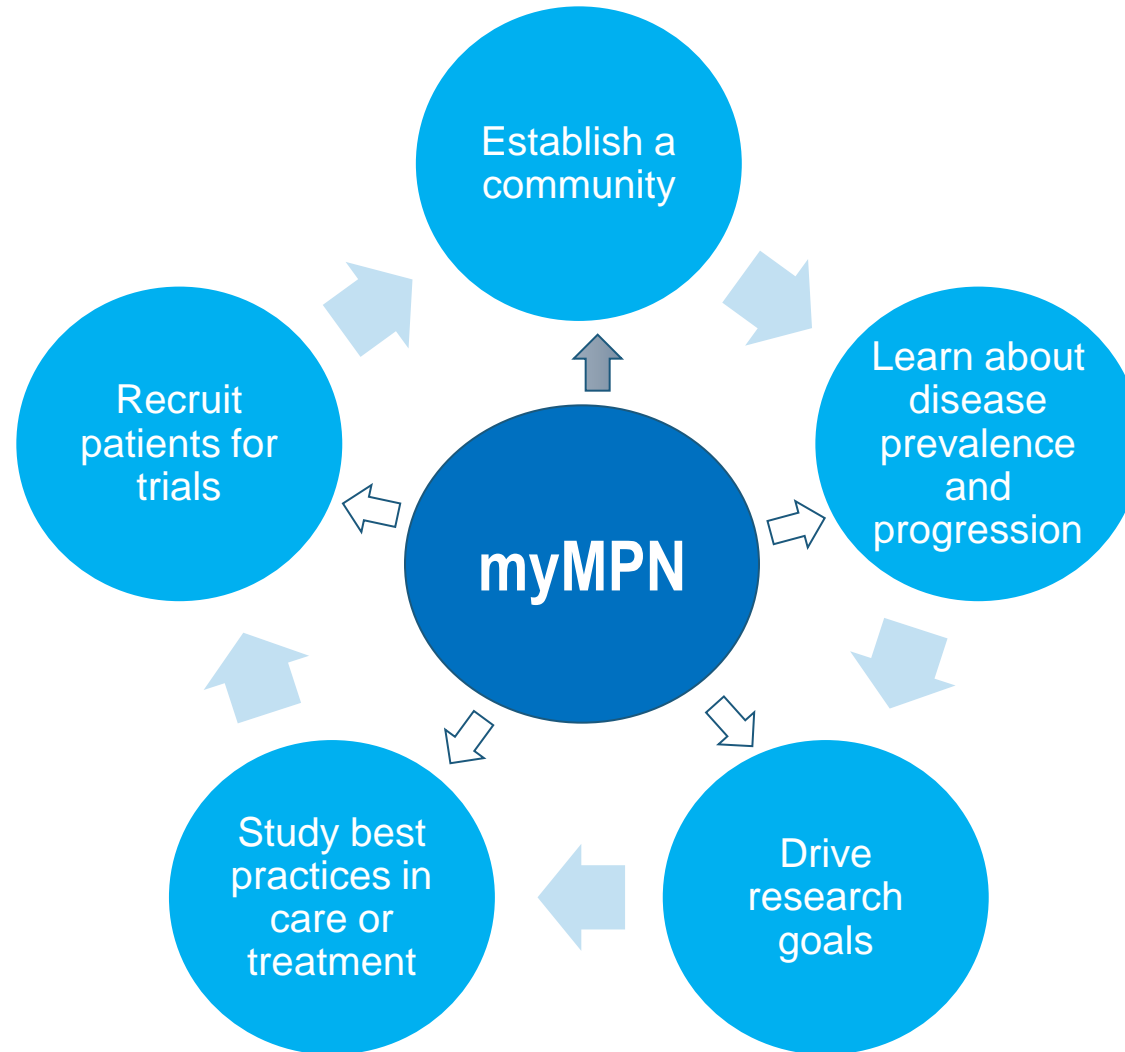 Establish a
community
Learn about
disease
prevalence
and
progression
Drive
research
goals
Study best
practices in
care or
treatment
Recruit
patients for
trials
myMPN